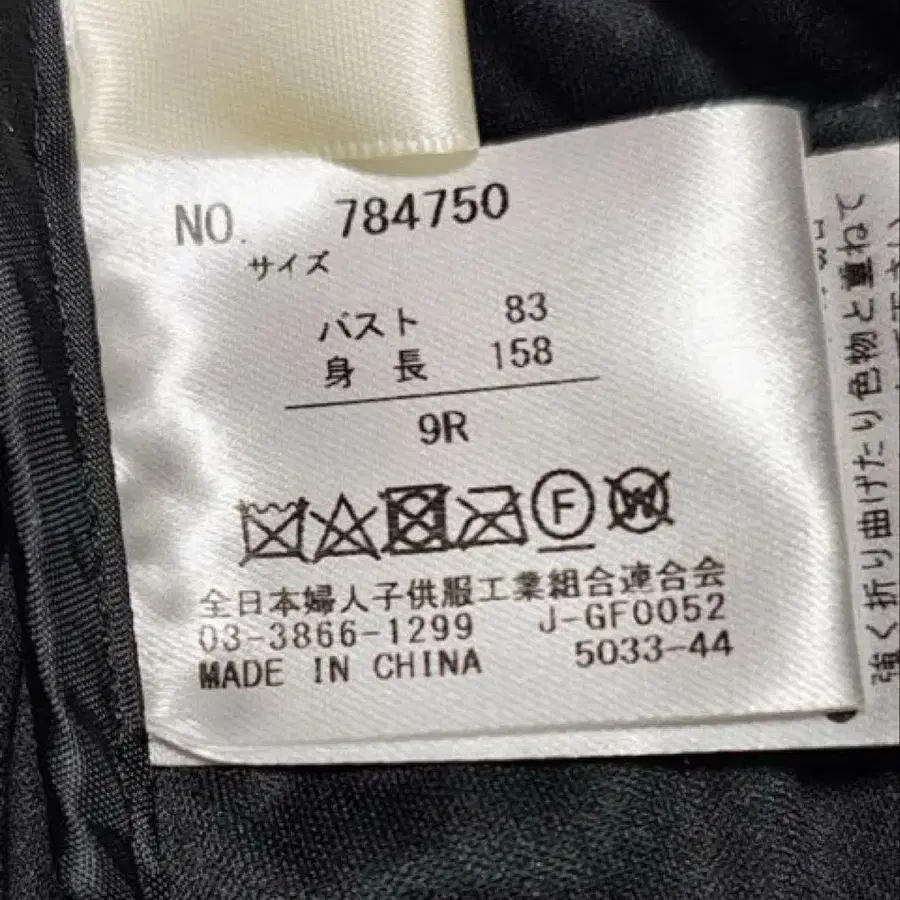 NO. 784750
サイズ
バスト 83
身長 158
9R
F
W
全日本婦人子供服工業組合連合会
03-3866-1299 J-GF0052
MADE IN CHINA 5033-44
強く折り曲げたり色物と重ねて